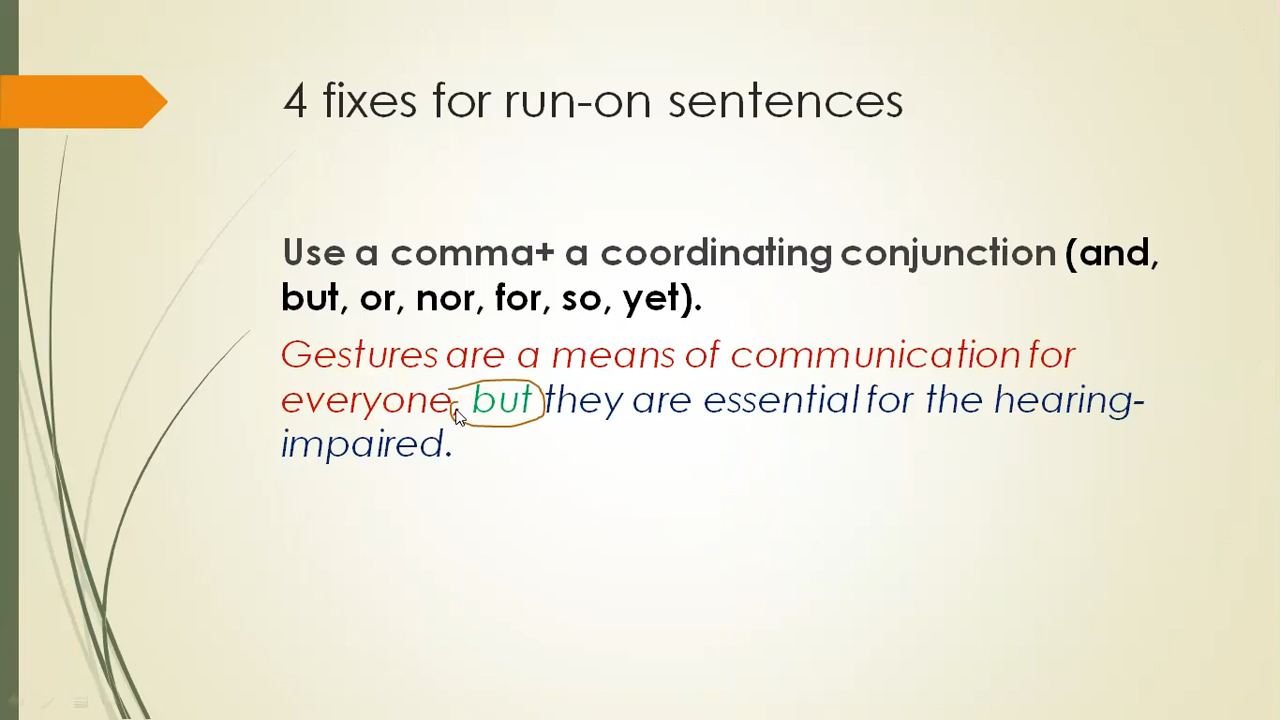 4 fixes for run-on sentences
Use a comma+ a coordinating conjunction (and,
but, or, nor, for, so, yet).
Gestures are a means of communication for
everyone, but they are essential for the hearing-
impaired.